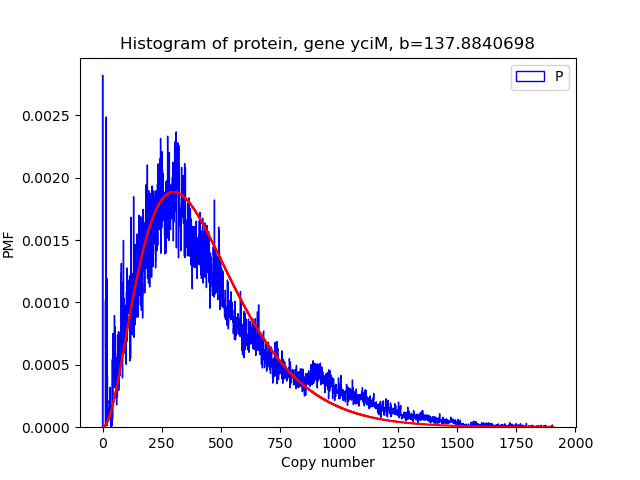 Histogram of protein, gene yciM, b=137.8840698
P
0.0025
0.0020
0.0015
0.0010
0.0005
0.0000
PMF
0 250 500 750 1000 1250 1500 1750 2000
Copy number